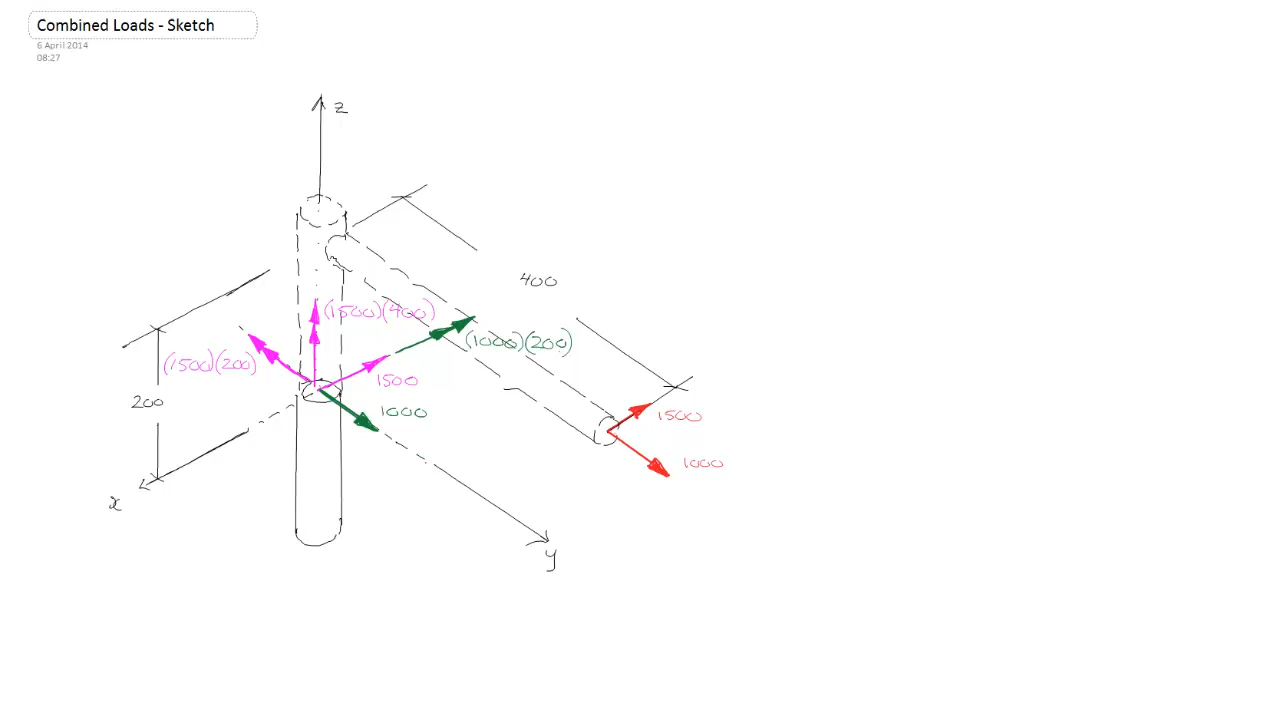 Combined Loads - Sketch
6 April 2014
08:27
z
400
(1500)(400)
(1000)(200)
(1500)(200)
1500
200
1000
1500
1000
x
y